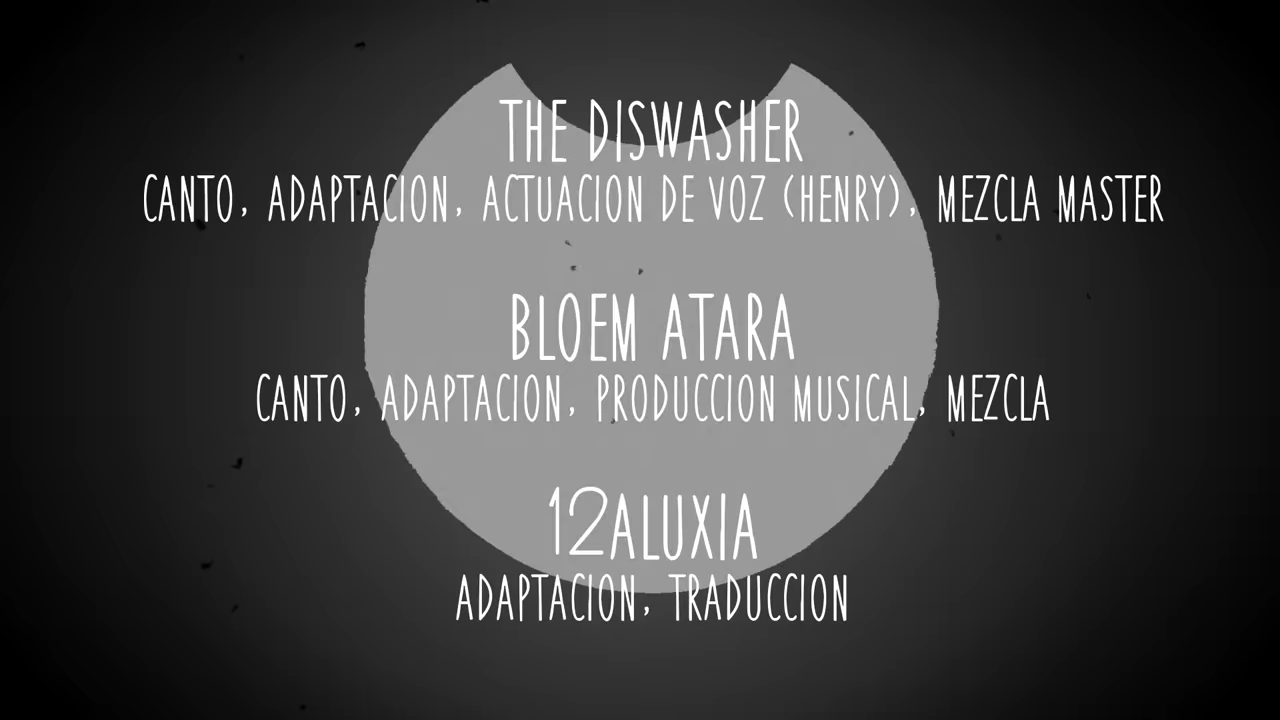 THE DISWASHER
CANTO, ADAPTACION, ACTUACION DE VOZ (HENRY), MEZCLA MASTER
BLOEM ATARA
CANTO, ADAPTACION, PRODUCCION MUSICAL, MEZCLA
12ALUXIA
ADAPTACION, TRADUCCION